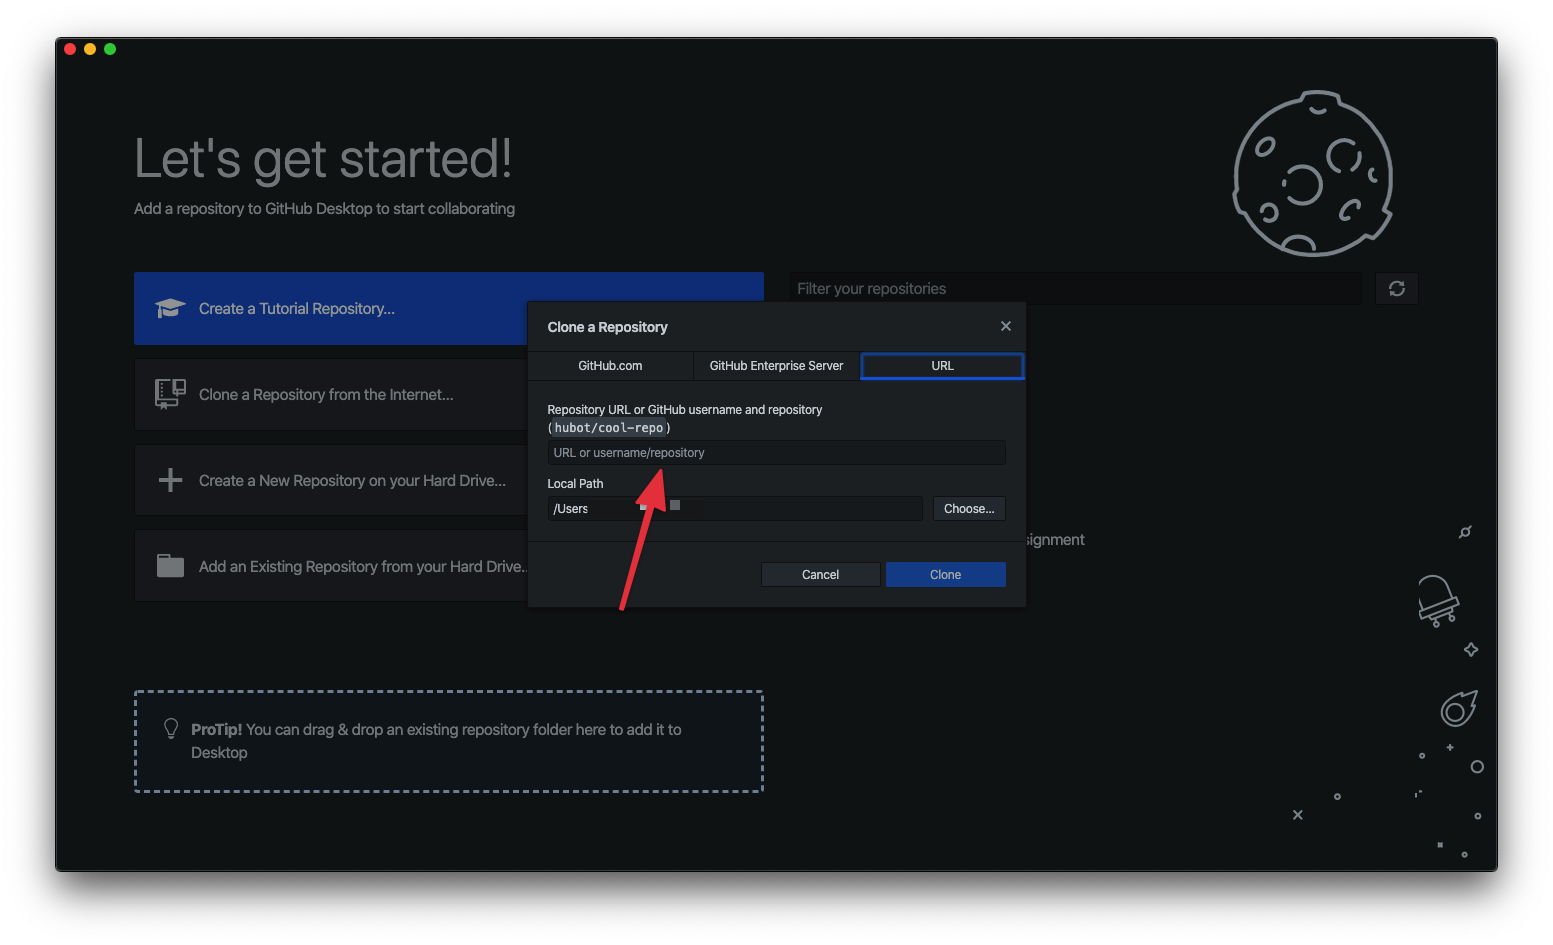 Let's get started!
Add a repository to GitHub Desktop to start collaborating
Create a Tutorial Repository...
Clone a Repository from the Internet...
Create a New Repository on your Hard Drive...
Add an Existing Repository from your Hard Drive...
ProTip! You can drag & drop an existing repository folder here to add it to
Desktop
Filter your repositories
Clone a Repository
GitHub.com
GitHub Enterprise Server
URL
Repository URL or GitHub username and repository
(hubot/cool-repo)
URL or username/repository
Local Path
/Users
Choose...
Cancel
Clone